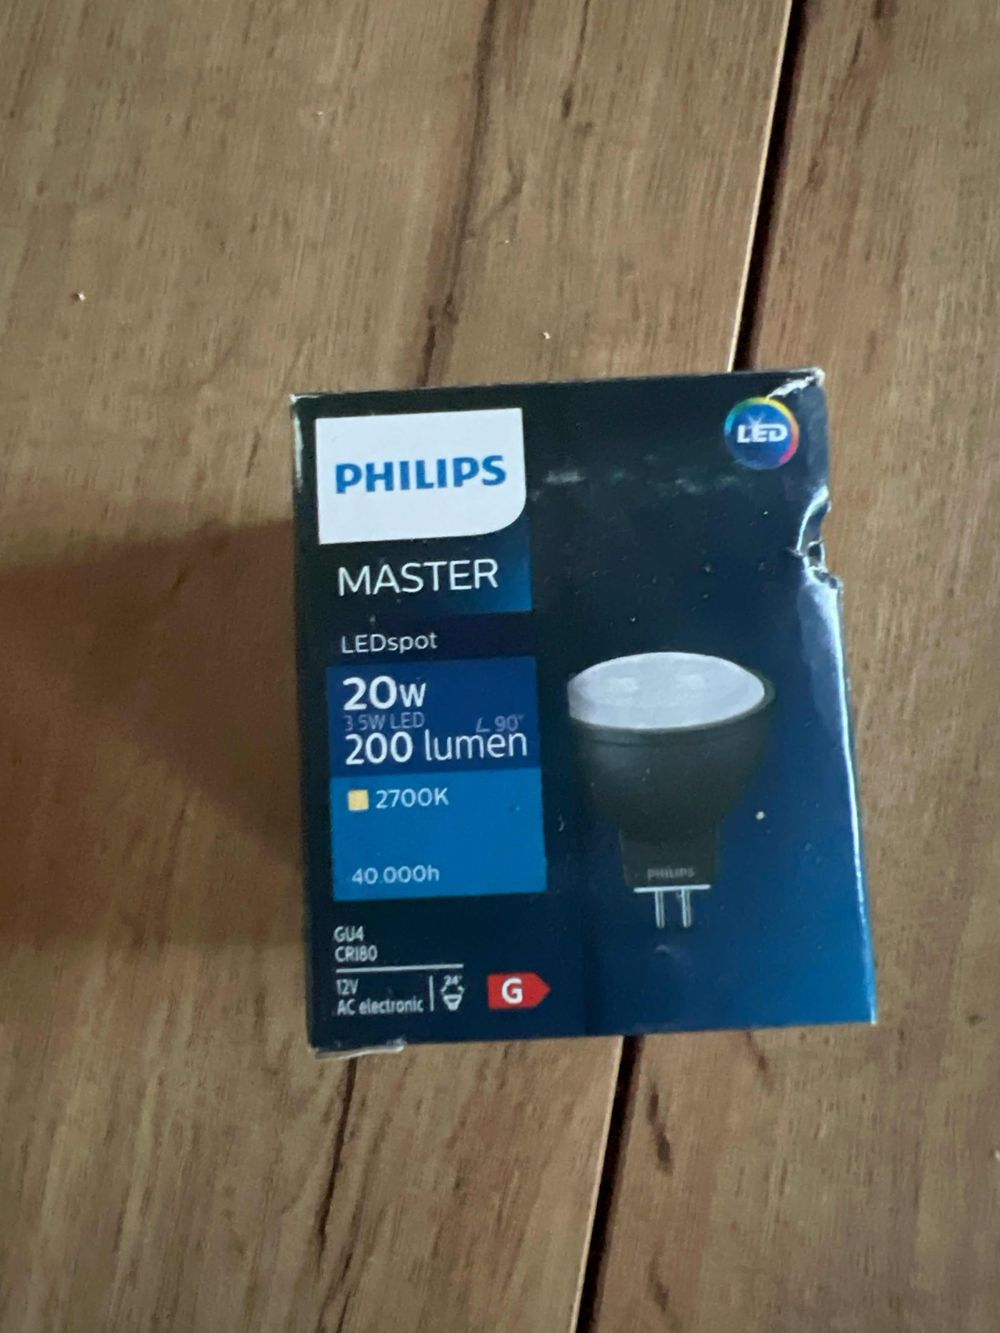 PHILIPS
LED
MASTER
LEDspot
20W
3.5W LED ∠ 90°
200 lumen
2700K
40.000h
PHILIPS
GU4
CRI80
12V
AC electronic
24°
G